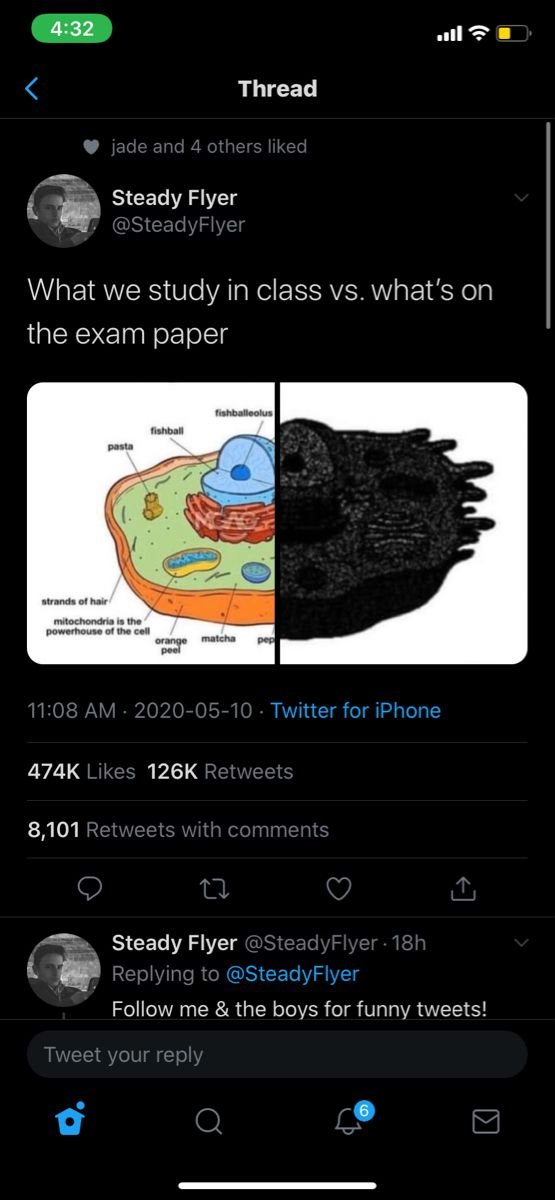 4:32
Thread
jade and 4 others liked
Steady Flyer
@SteadyFlyer
What we study in class vs. what's on
the exam paper
fishballeolus
fishball
pasta
strands of hair
mitochondria is the
powerhouse of the cell
orange
peel
matcha
pep
11:08 AM · 2020-05-10 · Twitter for iPhone
474K Likes 126K Retweets
8,101 Retweets with comments
Steady Flyer @SteadyFlyer · 18h
Replying to @SteadyFlyer
Follow me & the boys for funny tweets!
Tweet your reply
6